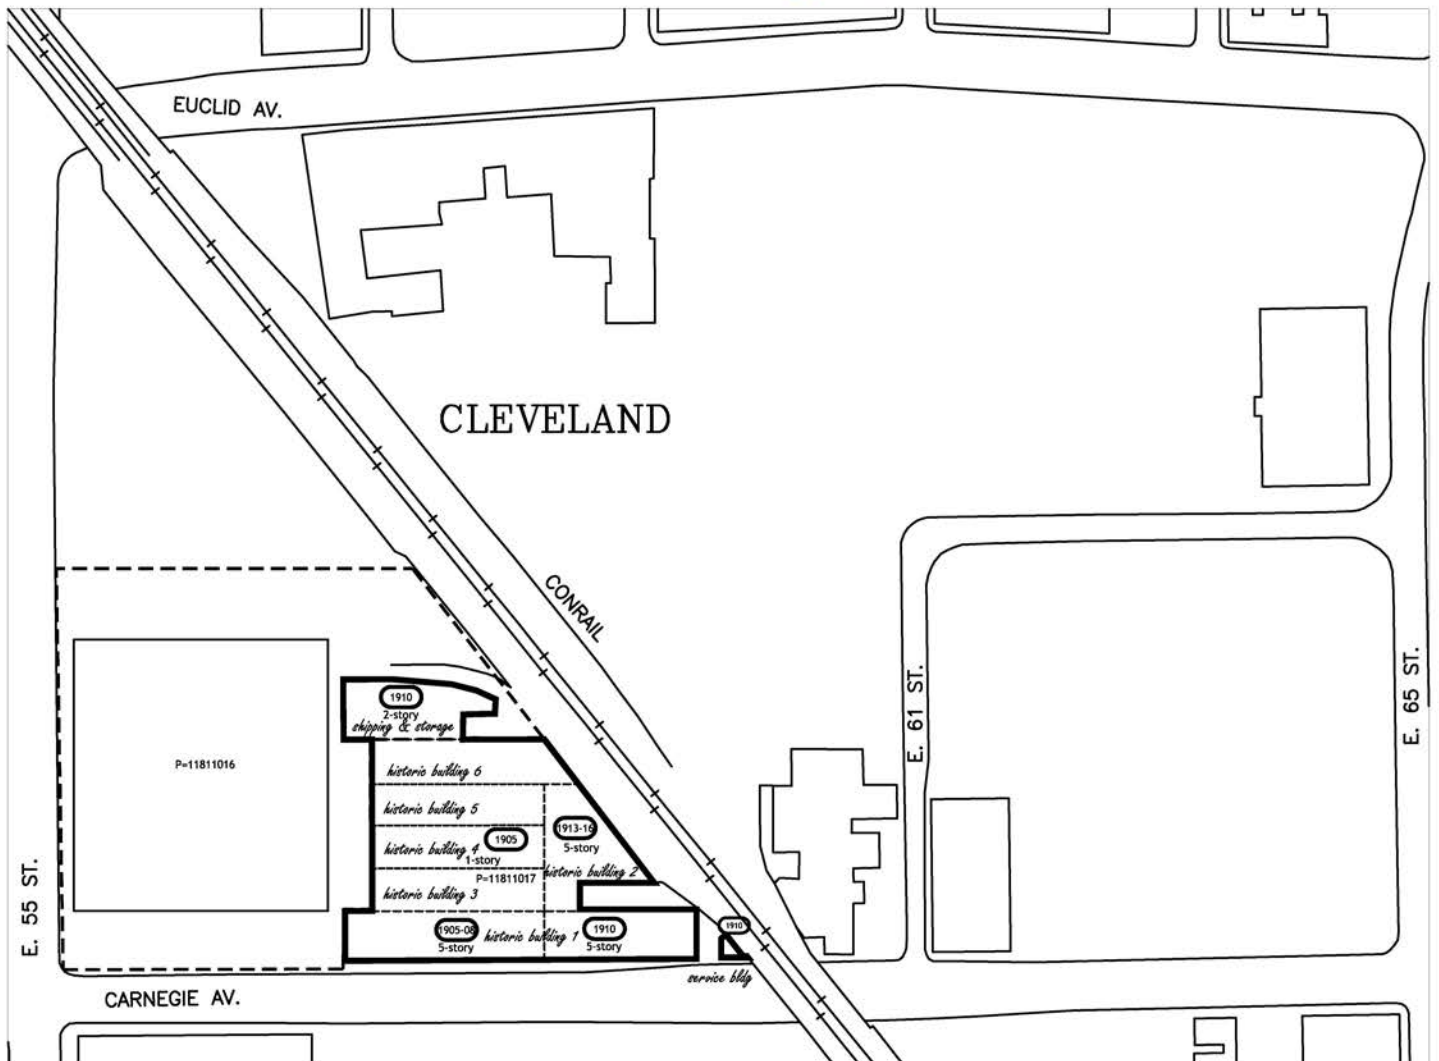 EUCLID AV.
CLEVELAND
CONRAIL
E. 61 ST.
E. 65 ST.
1910
2-story
shipping & storage
P=11811016
historic building 6
historic building 5
1913-16
5-story
historic building 4
1905
1-story
historic building 2
P=11811017
historic building 3
E. 55 ST.
1905-08
5-story
historic building 1
1910
5-story
1910
service bldg
CARNEGIE AV.